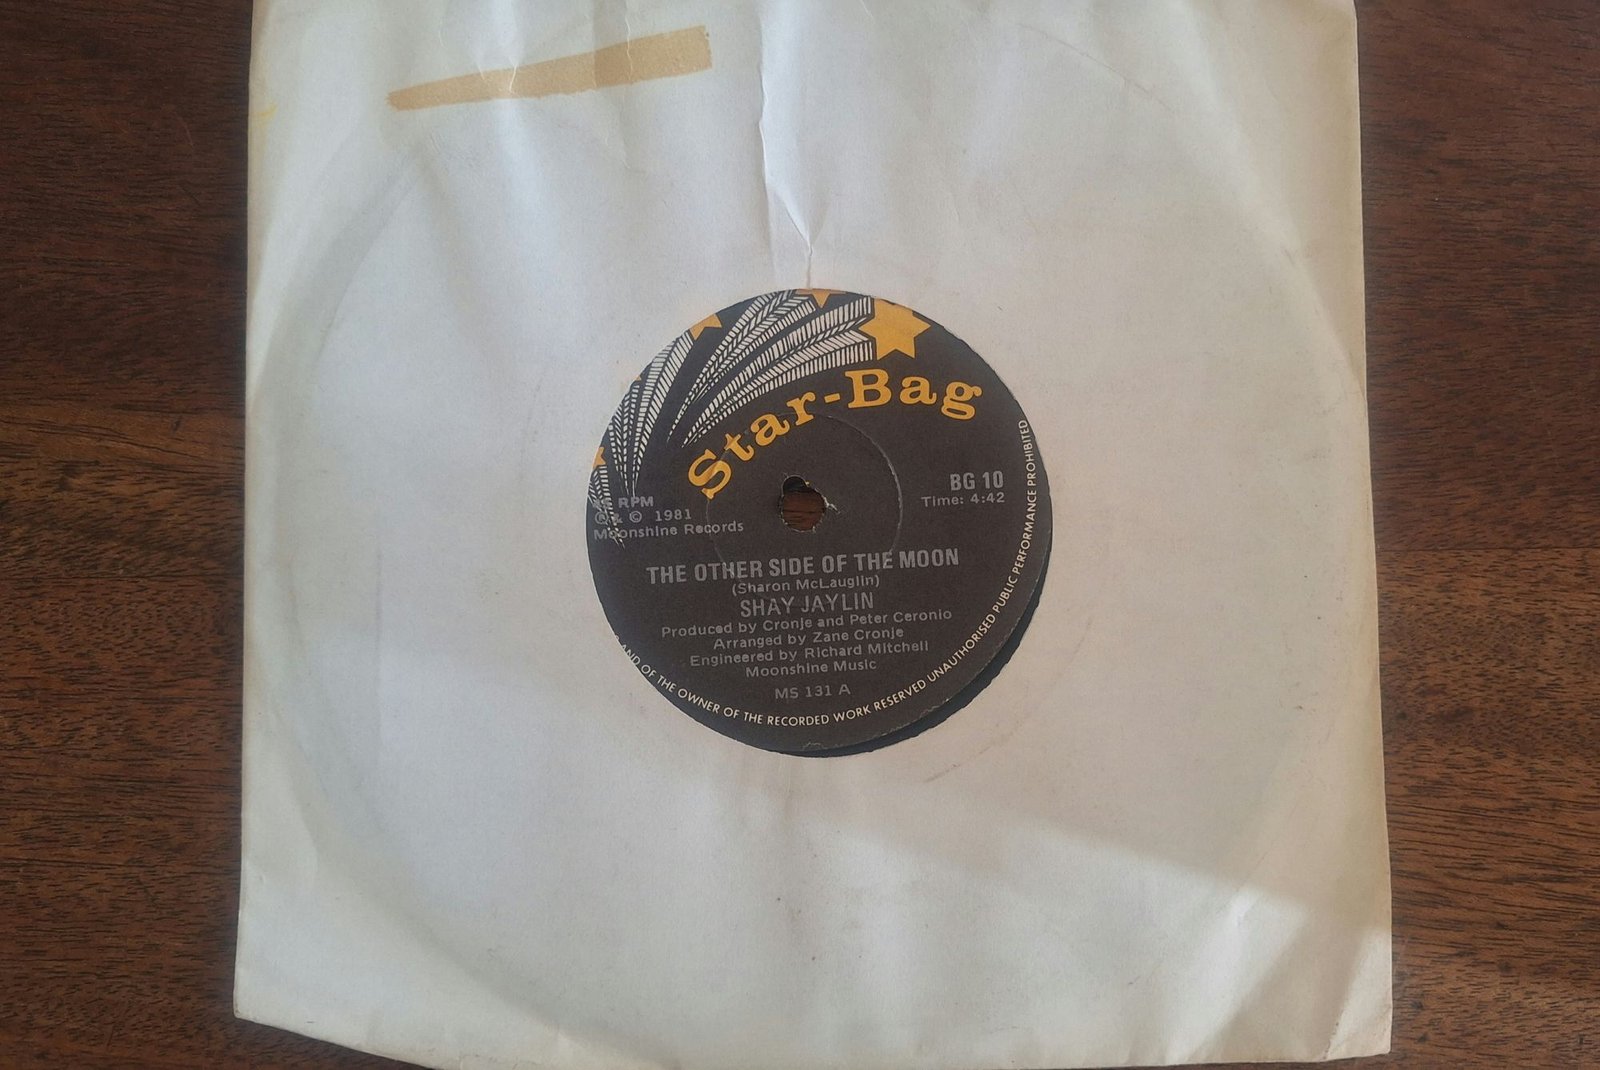 Star-Bag
BG 10
Time: 4:42
45 RPM
℗ & © 1981
Moonshine Records
THE OTHER SIDE OF THE MOON
(Sharon McLauglin)
SHAY JAYLIN
Produced by Cronje and Peter Ceronio
Arranged by Zane Cronje
Engineered by Richard Mitchell
Moonshine Music
MS 131 A
AND OF THE OWNER OF THE RECORDED WORK RESERVED UNAUTHORISED PUBLIC PERFORMANCE PROHIBITED